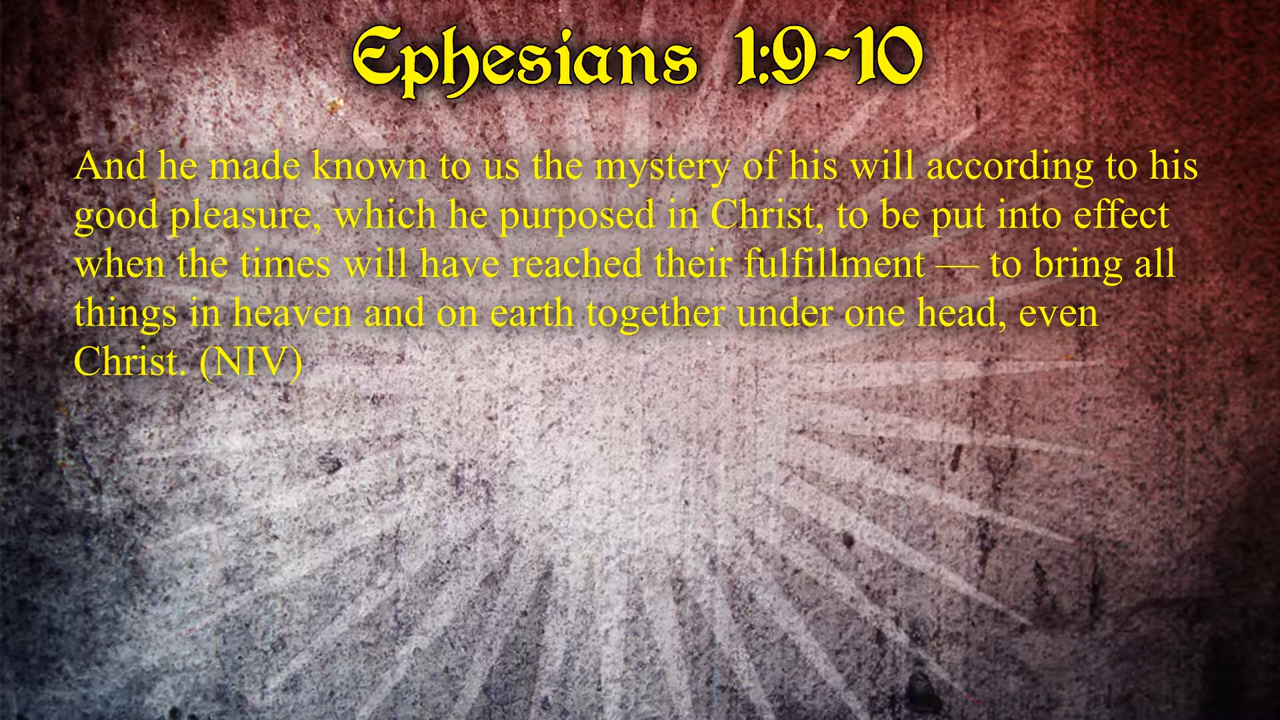 Ephesians 1:9-10
And he made known to us the mystery of his will according to his
good pleasure, which he purposed in Christ, to be put into effect
when the times will have reached their fulfillment — to bring all
things in heaven and on earth together under one head, even
Christ. (NIV)